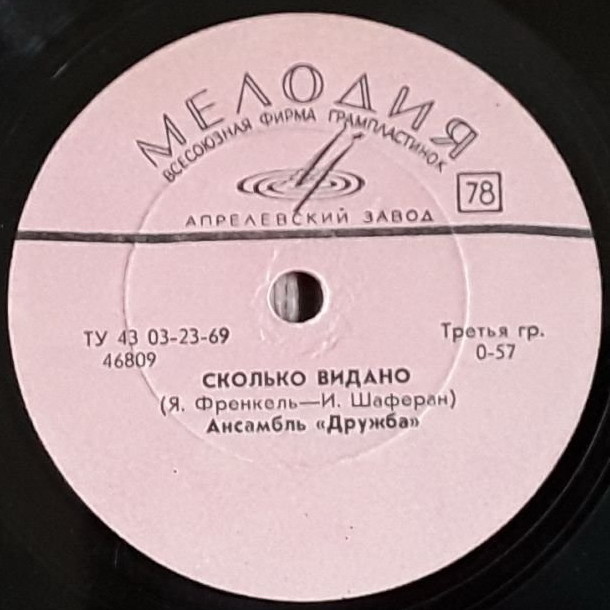 МЕЛОДИЯ
ВСЕСОЮЗНАЯ ФИРМА ГРАМПЛАСТИНОК
78
АПРЕЛЕВСКИЙ ЗАВОД
ТУ 43 03-23-69
46809
Третья гр.
0-57
СКОЛЬКО ВИДАНО
(Я. Френкель—И. Шаферан)
Ансамбль «Дружба»